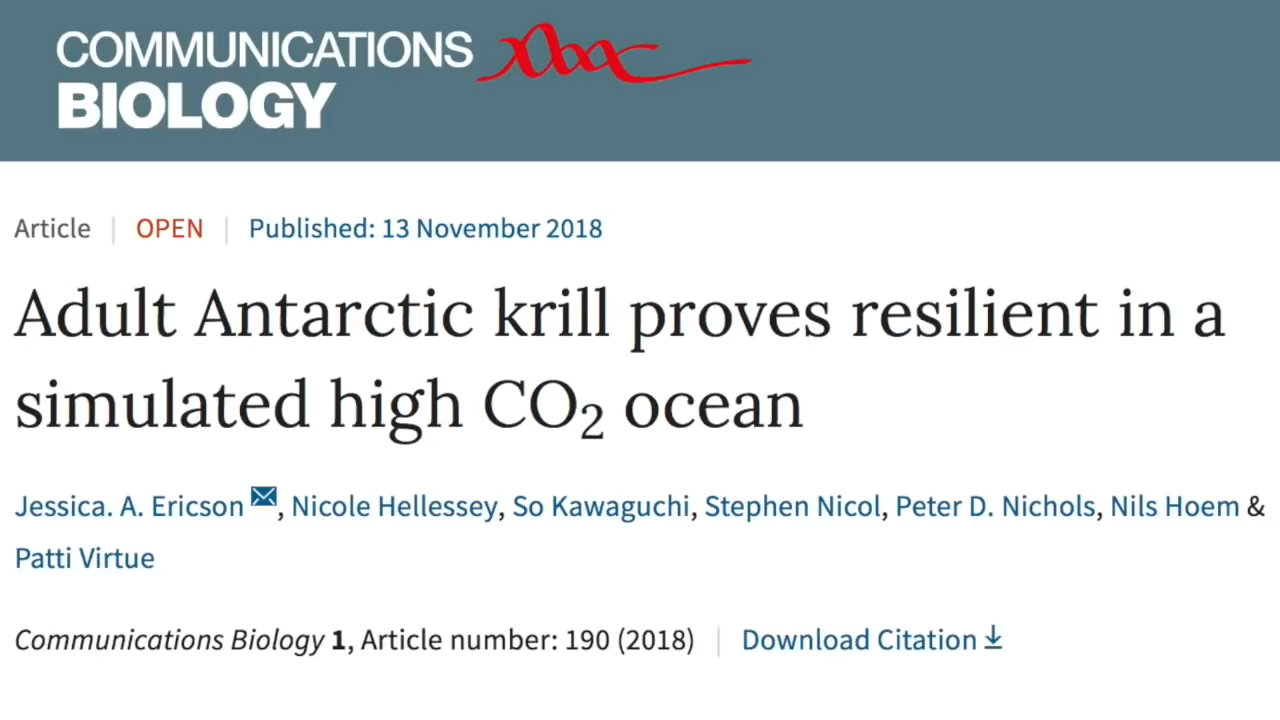 COMMUNICATIONS
BIOLOGY
Article | OPEN | Published: 13 November 2018
Adult Antarctic krill proves resilient in a
simulated high CO₂ ocean
Jessica. A. Ericson, Nicole Hellessey, So Kawaguchi, Stephen Nicol, Peter D. Nichols, Nils Hoem &
Patti Virtue
Communications Biology 1, Article number: 190 (2018) | Download Citation